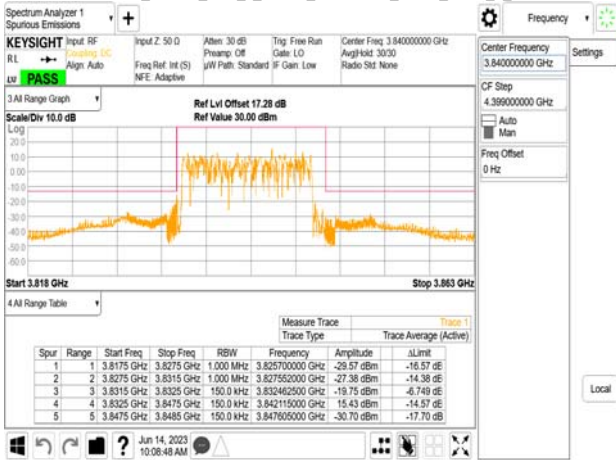 Spectrum Analyzer 1
Spurious Emissions
Frequency
KEYSIGHT
RL
PASS
Input: RF
Coupling: DC
Align: Auto
Input Z: 50 Ω
Freq Ref: Int (S)
NFE: Adaptive
Atten: 30 dB
Preamp: Off
µW Path: Standard
Trig: Free Run
Gate: LO
IF Gain: Low
Center Freq: 3.840000000 GHz
Avg|Hold: 30/30
Radio Std: None
Center Frequency
3.840000000 GHz
Settings
CF Step
4.399000000 GHz
Auto
Man
Freq Offset
0 Hz
Local
3 All Range Graph
Scale/Div 10.0 dB
Ref Lvl Offset 17.28 dB
Ref Value 30.00 dBm
Log
20.0
10.0
0.00
-10.0
-20.0
-30.0
-40.0
-50.0
-60.0
Start 3.818 GHz
Stop 3.863 GHz
4 All Range Table
Measure Trace Trace 1
Trace Type Trace Average (Active)
Spur Range Start Freq Stop Freq RBW Frequency Amplitude ΔLimit
1 1 3.8175 GHz 3.8275 GHz 1.000 MHz 3.825700000 GHz -29.57 dBm -16.57 dB
2 2 3.8275 GHz 3.8315 GHz 1.000 MHz 3.827552000 GHz -27.38 dBm -14.38 dB
3 3 3.8315 GHz 3.8325 GHz 150.0 kHz 3.832462500 GHz -19.75 dBm -6.749 dB
4 4 3.8325 GHz 3.8475 GHz 150.0 kHz 3.842115000 GHz 15.43 dBm -14.57 dB
5 5 3.8475 GHz 3.8485 GHz 150.0 kHz 3.847605000 GHz -30.70 dBm -17.70 dB
Jun 14, 2023
10:08:48 AM